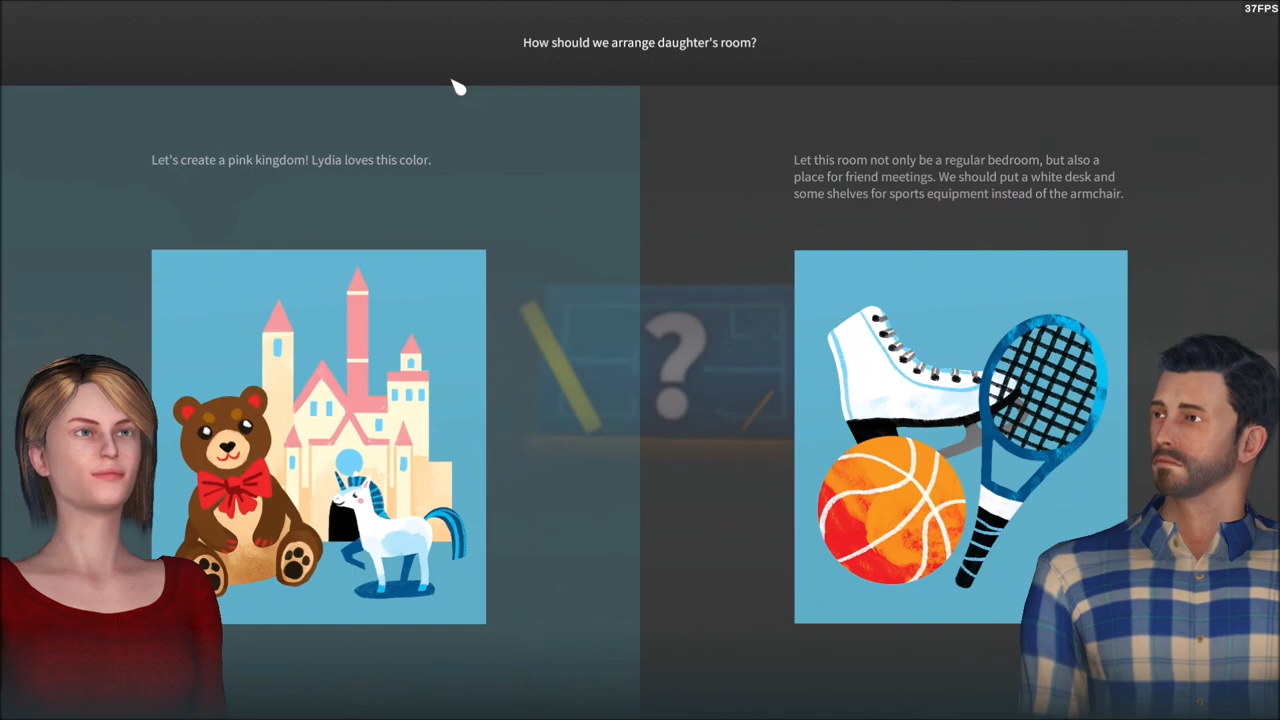 37FPS
How should we arrange daughter's room?
Let's create a pink kingdom! Lydia loves this color.
Let this room not only be a regular bedroom, but also a
place for friend meetings. We should put a white desk and
some shelves for sports equipment instead of the armchair.
?